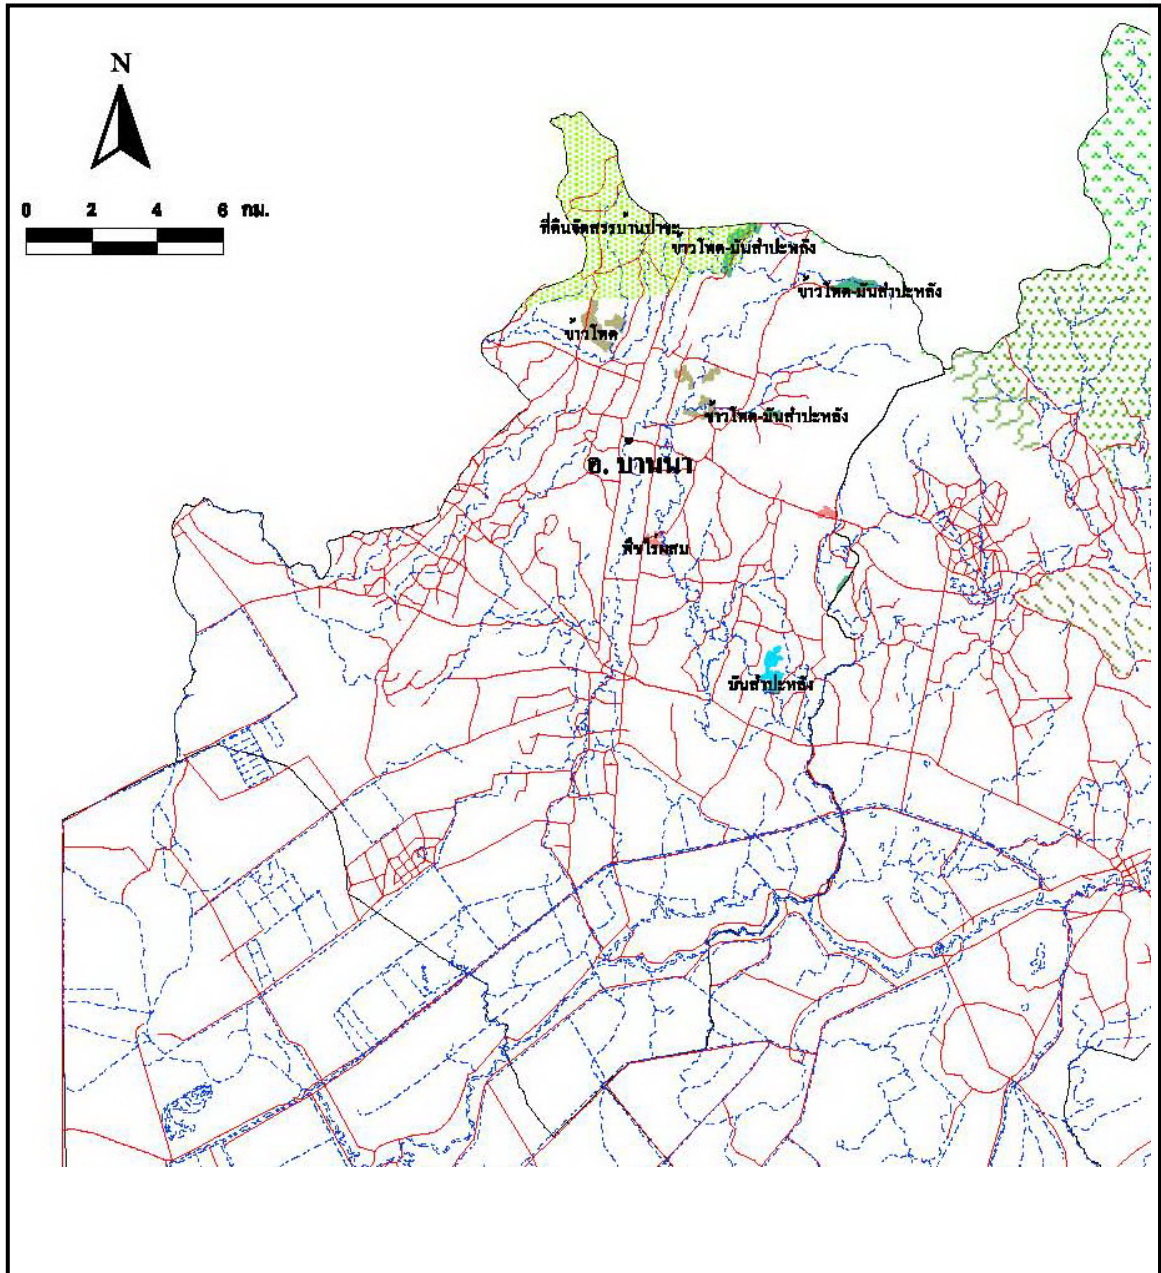 N
0 2 4 6 กม.
ที่ดินจัดสรรบ้านป่าขะ
ข้าวโพด-มันสำปะหลัง
ข้าวโพด-มันสำปะหลัง
ข้าวโพด
ข้าวโพด-มันสำปะหลัง
อ. บ้านนา
พืชไร่ผสม
มันสำปะหลัง